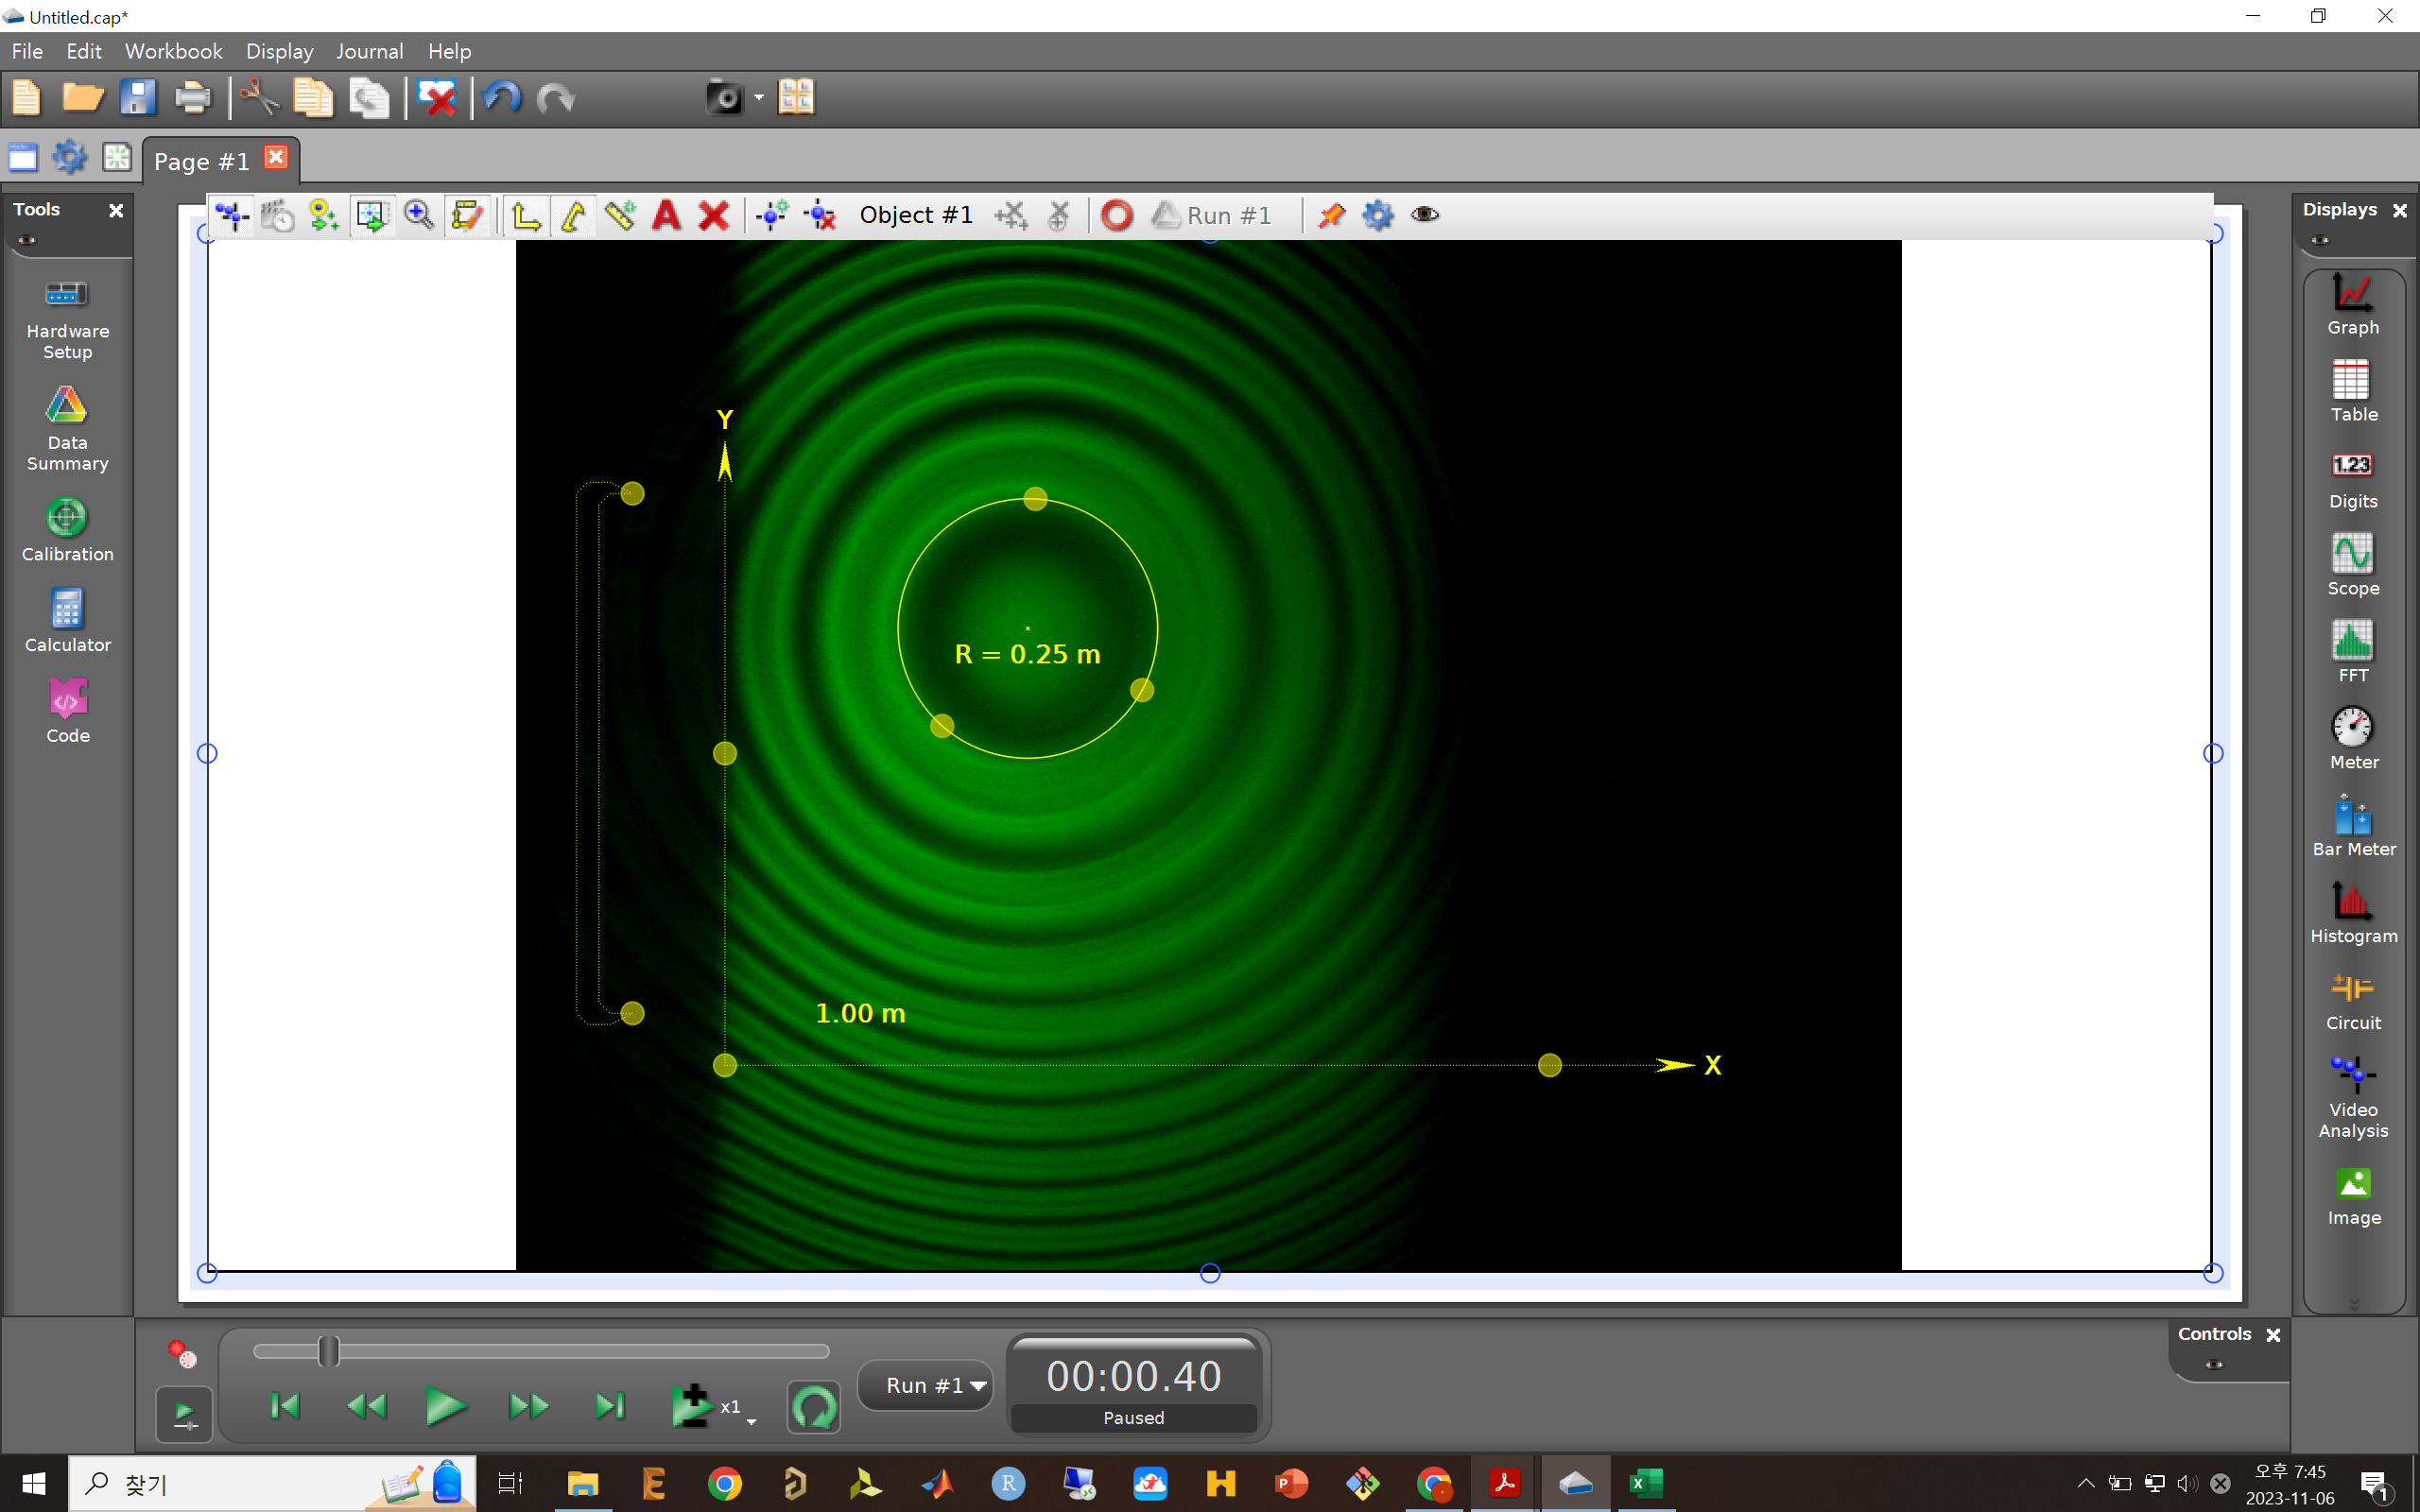 Untitled.cap*
File Edit Workbook Display Journal Help
Page #1
Tools
Object #1
Run #1
Displays
Hardware
Setup
Data
Summary
Calibration
Calculator
Code
Y
R = 0.25 m
1.00 m
X
Graph
Table
1.23
Digits
Scope
FFT
Meter
Bar Meter
Histogram
Circuit
Video
Analysis
Image
Controls
x1
Run #1
00:00.40
Paused
찾기
오후 7:45
2023-11-06
1